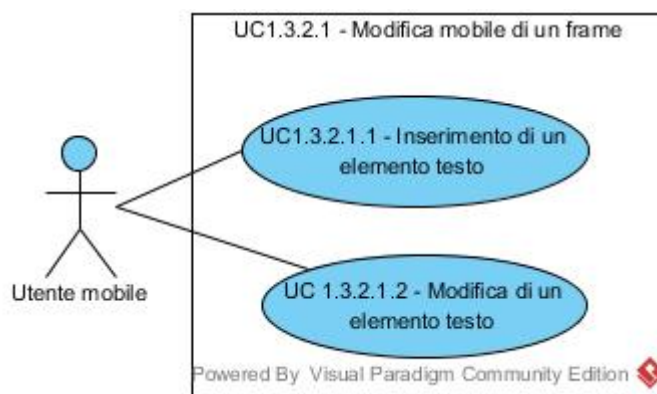 UC1.3.2.1 - Modifica mobile di un frame
UC1.3.2.1.1 - Inserimento di un
elemento testo
Utente mobile
UC 1.3.2.1.2 - Modifica di un
elemento testo
Powered By Visual Paradigm Community Edition